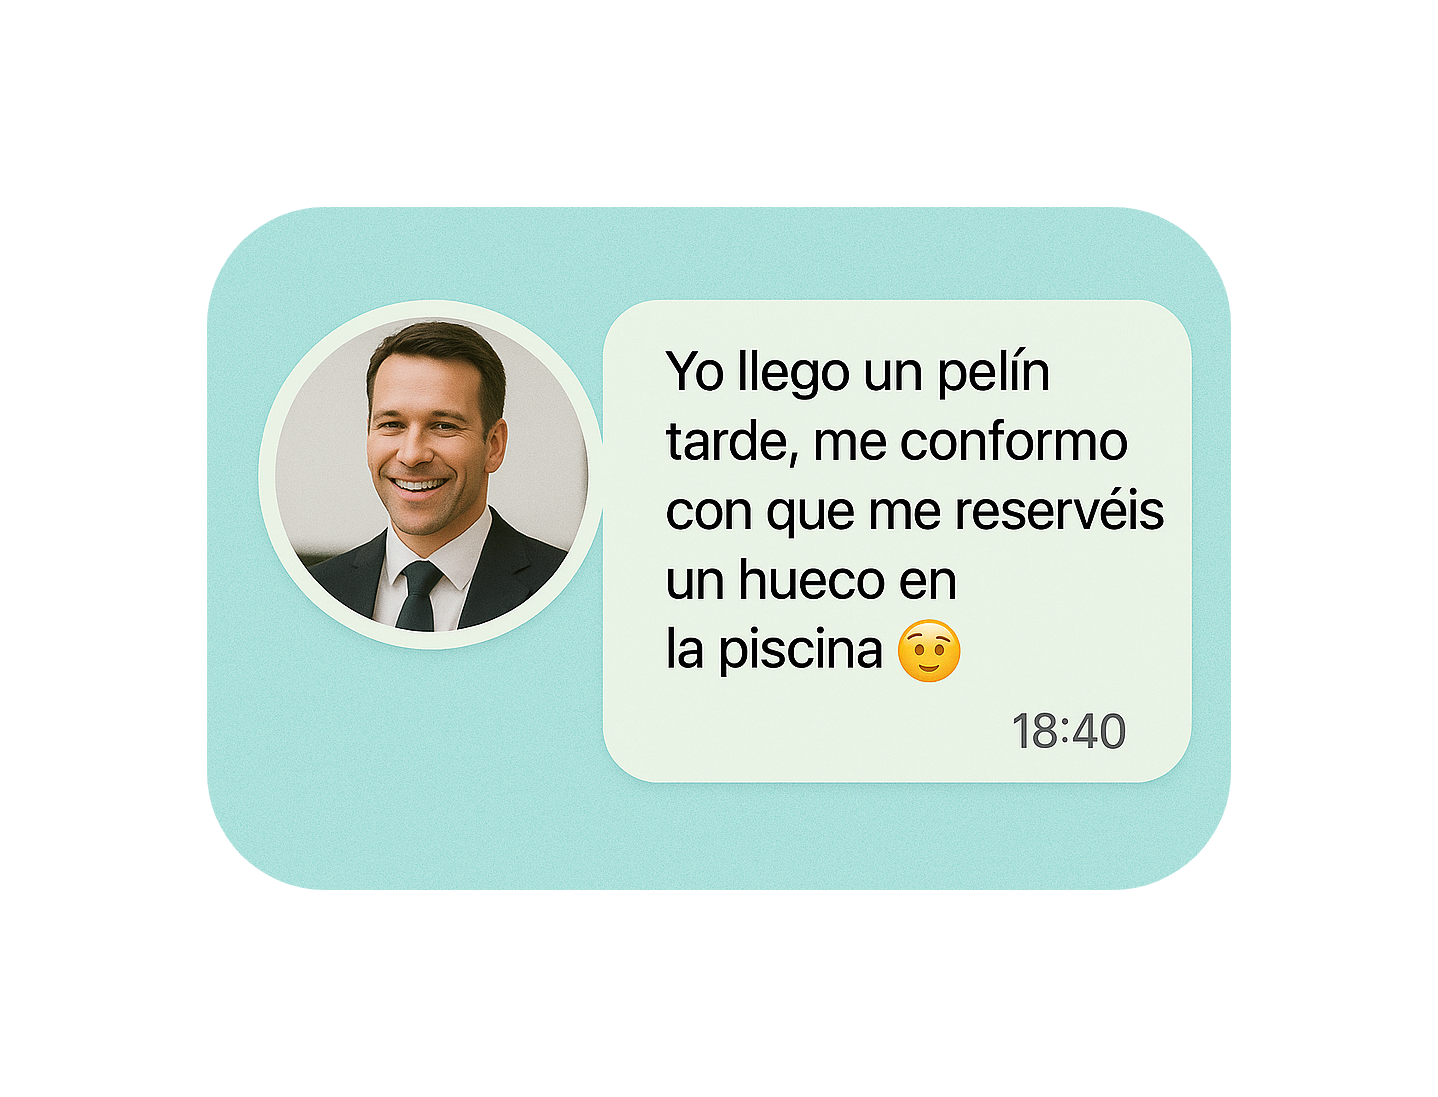 Yo llego un pelín
tarde, me conformo
con que me reservéis
un hueco en
la piscina 😉
18:40